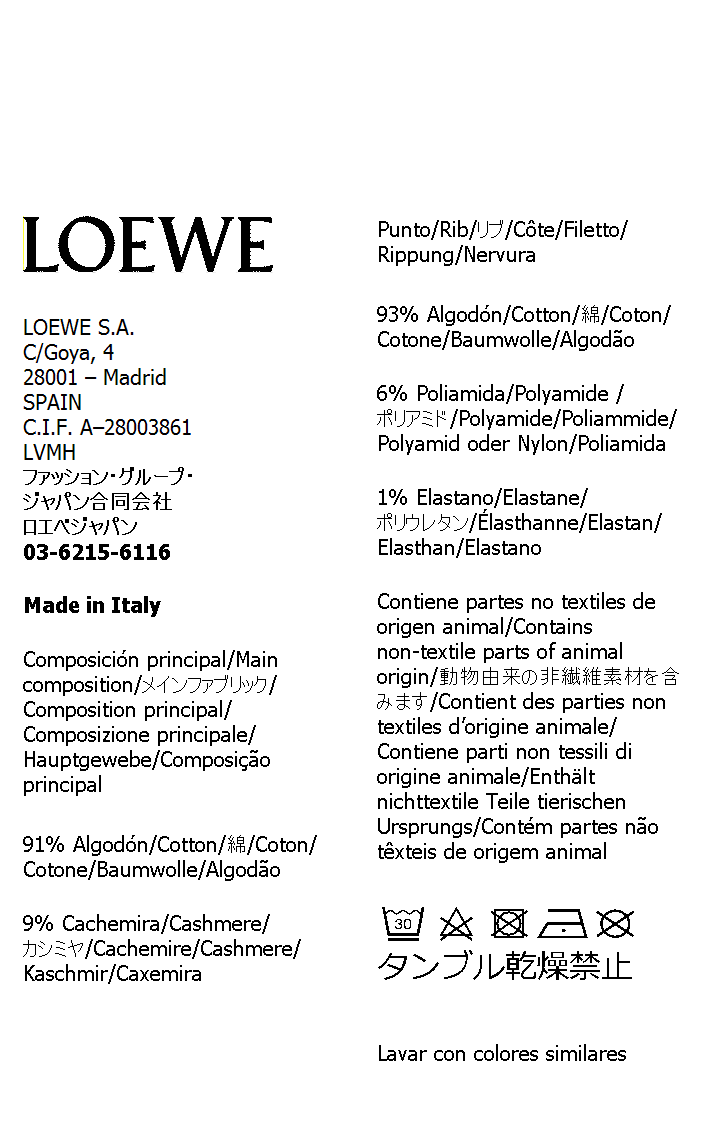 LOEWE
LOEWE S.A.
C/Goya, 4
28001 – Madrid
SPAIN
C.I.F. A–28003861
LVMH
ファッション・グループ・
ジャパン合同会社
ロエベジャパン
03-6215-6116
Made in Italy
Composición principal/Main
composition/メインファブリック/
Composition principal/
Composizione principale/
Hauptgewebe/Composição
principal
91% Algodón/Cotton/綿/Coton/
Cotone/Baumwolle/Algodão
9% Cachemira/Cashmere/
カシミヤ/Cachemire/Cashmere/
Kaschmir/Caxemira
Punto/Rib/リブ/Côte/Filetto/
Rippung/Nervura
93% Algodón/Cotton/綿/Coton/
Cotone/Baumwolle/Algodão
6% Poliamida/Polyamide /
ポリアミド/Polyamide/Poliammide/
Polyamid oder Nylon/Poliamida
1% Elastano/Elastane/
ポリウレタン/Élasthanne/Elastan/
Elasthan/Elastano
Contiene partes no textiles de
origen animal/Contains
non-textile parts of animal
origin/動物由来の非繊維素材を含
みます/Contient des parties non
textiles d’origine animale/
Contiene parti non tessili di
origine animale/Enthält
nichttextile Teile tierischen
Ursprungs/Contém partes não
têxteis de origem animal
30
タンブル乾燥禁止
Lavar con colores similares